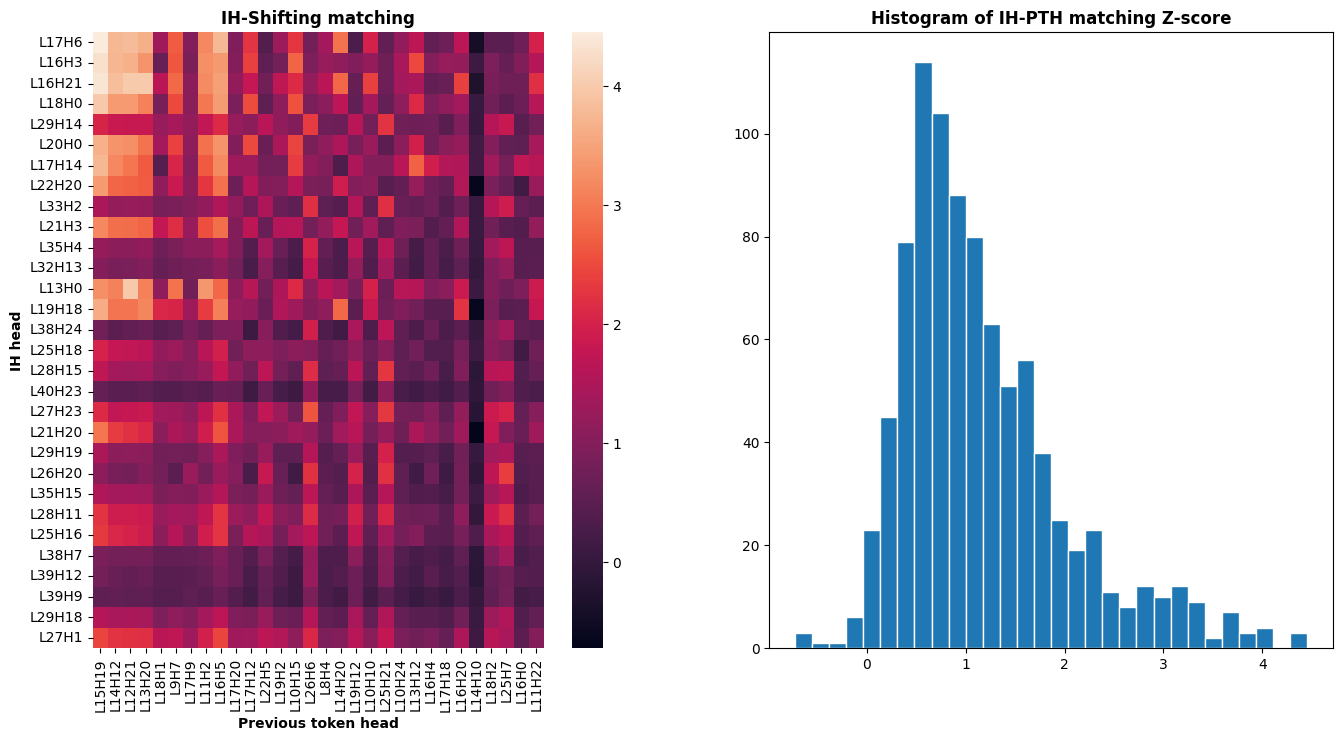 IH-Shifting matching
IH head
L17H6
L16H3
L16H21
L18H0
L29H14
L20H0
L17H14
L22H20
L33H2
L21H3
L35H4
L32H13
L13H0
L19H18
L38H24
L25H18
L28H15
L40H23
L27H23
L21H20
L29H19
L26H20
L35H15
L28H11
L25H16
L38H7
L39H12
L39H9
L29H18
L27H1
L15H19
L14H12
L12H21
L13H20
L18H1
L9H7
L17H9
L11H2
L16H5
L17H20
L17H12
L22H5
L19H2
L10H15
L26H6
L8H4
L14H20
L19H12
L10H10
L25H21
L10H24
L13H12
L16H4
L17H18
L16H20
L14H10
L18H2
L25H7
L16H0
L11H22
Previous token head
4
3
2
1
0
Histogram of IH-PTH matching Z-score
100
80
60
40
20
0
0 1 2 3 4